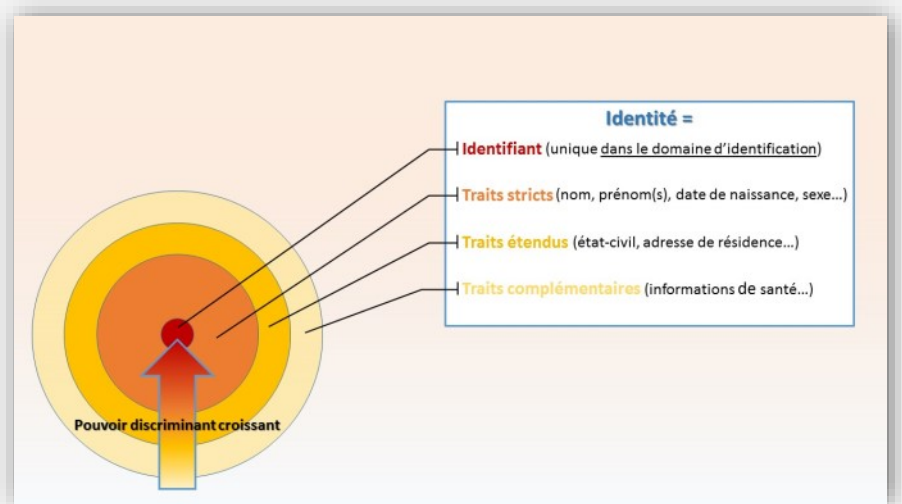 Identité =
Identifiant (unique dans le domaine d'identification)
Traits stricts (nom, prénom(s), date de naissance, sexe...)
Traits étendus (état-civil, adresse de résidence...)
Traits complémentaires (informations de santé...)
Pouvoir discriminant croissant